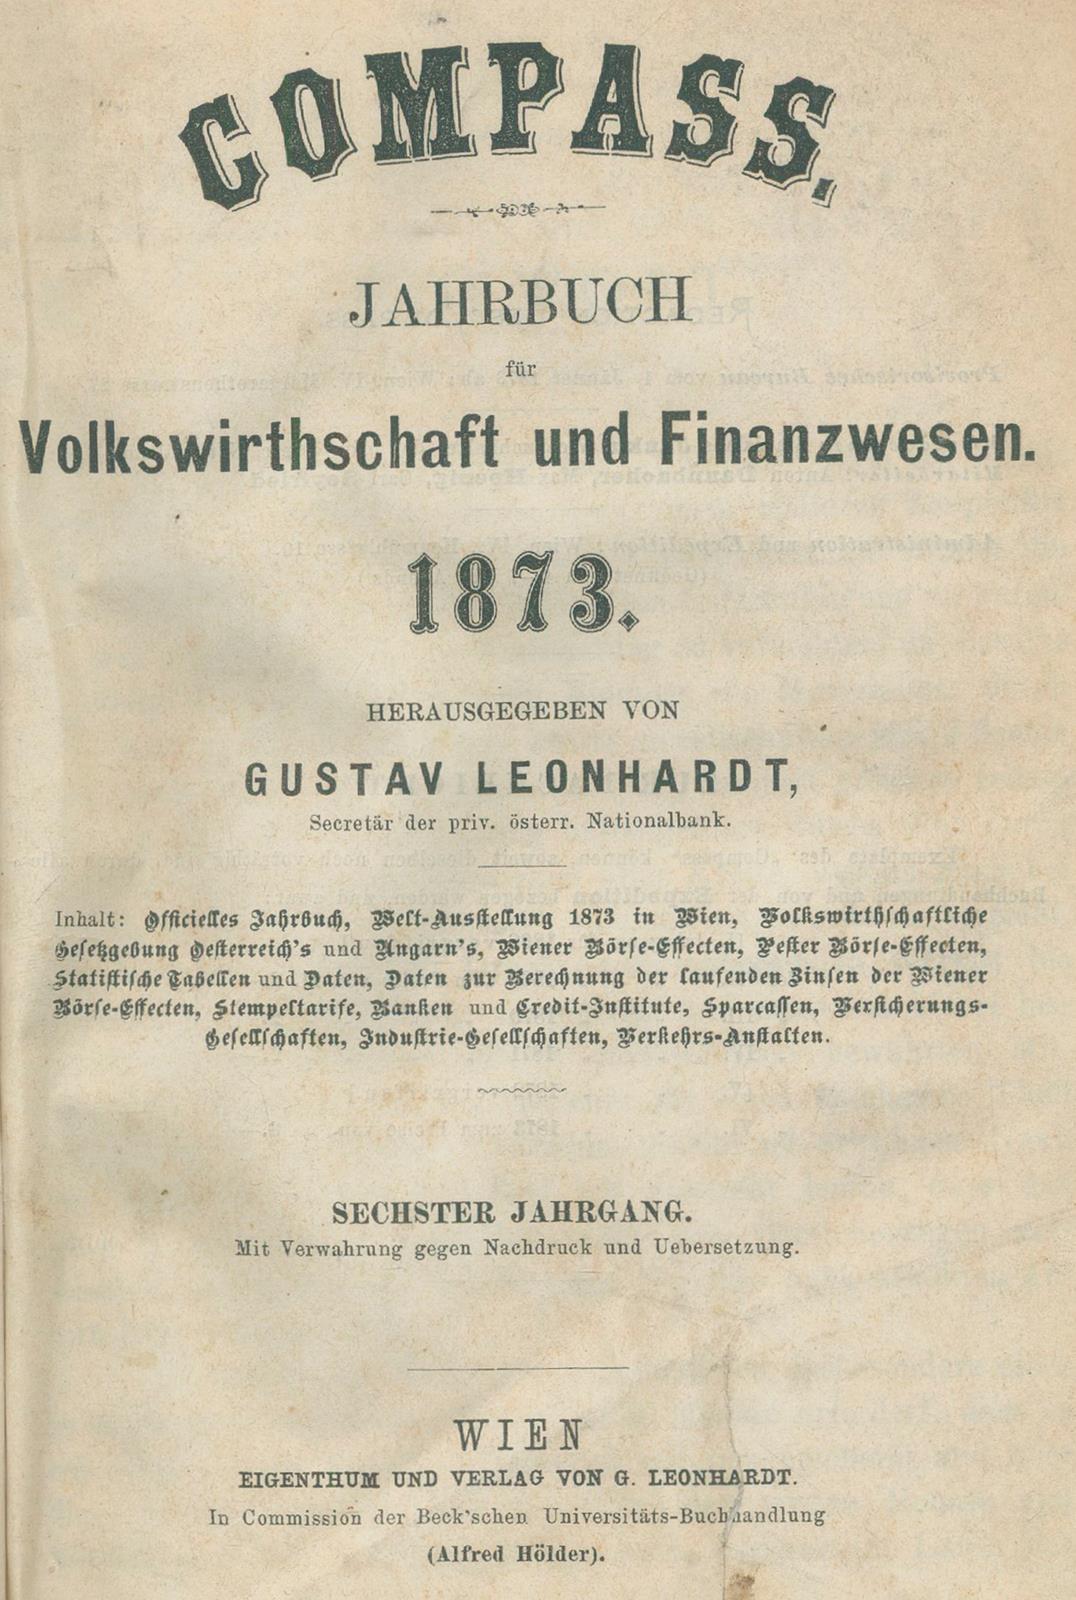 COMPASS.
JAHRBUCH
für
Volkswirthschaft und Finanzwesen.
1873.
HERAUSGEGEBEN VON
GUSTAV LEONHARDT,
Secretär der priv. österr. Nationalbank.
Inhalt: Officielles Jahrbuch, Welt-Ausstellung 1873 in Wien, Volkswirthschaftliche
Gesetzgebung Oesterreich's und Ungarn's, Wiener Börse-Effecten, Pester Börse-Effecten,
Statistische Tabellen und Daten, Daten zur Berechnung der laufenden Zinsen der Wiener
Börse-Effecten, Stempeltarife, Banken und Credit-Institute, Sparcassen, Versicherungs-
Gesellschaften, Industrie-Gesellschaften, Verkehrs-Anstalten.
SECHSTER JAHRGANG.
Mit Verwahrung gegen Nachdruck und Uebersetzung.
WIEN
EIGENTHUM UND VERLAG VON G. LEONHARDT.
In Commission der Beck'schen Universitäts-Buchhandlung
(Alfred Hölder).